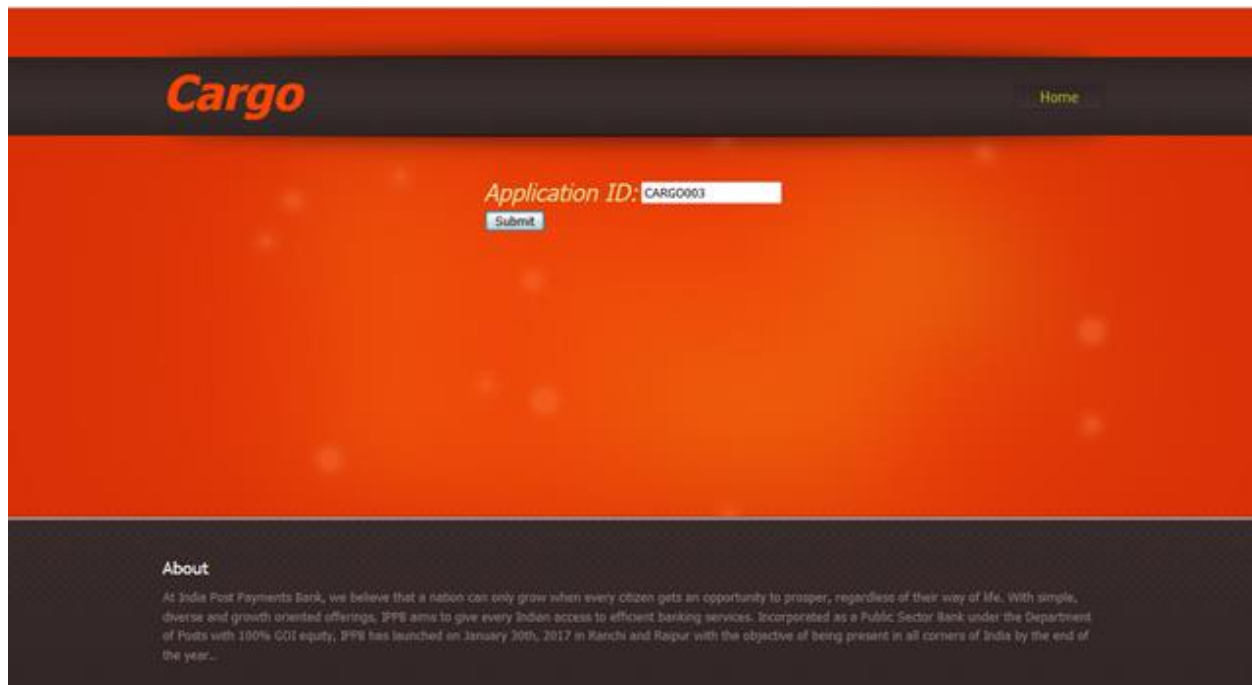 Cargo
Home
Application ID: CARGO003
Submit
About
At India Post Payments Bank, we believe that a nation can only grow when every citizen gets an opportunity to prosper, regardless of their way of life. With simple,
diverse and growth oriented offerings, IPPB aims to give every Indian access to efficient banking services. Incorporated as a Public Sector Bank under the Department
of Posts with 100% GOI equity, IPPB has launched on January 30th, 2017 in Ranchi and Raipur with the objective of being present in all corners of India by the end of
the year..